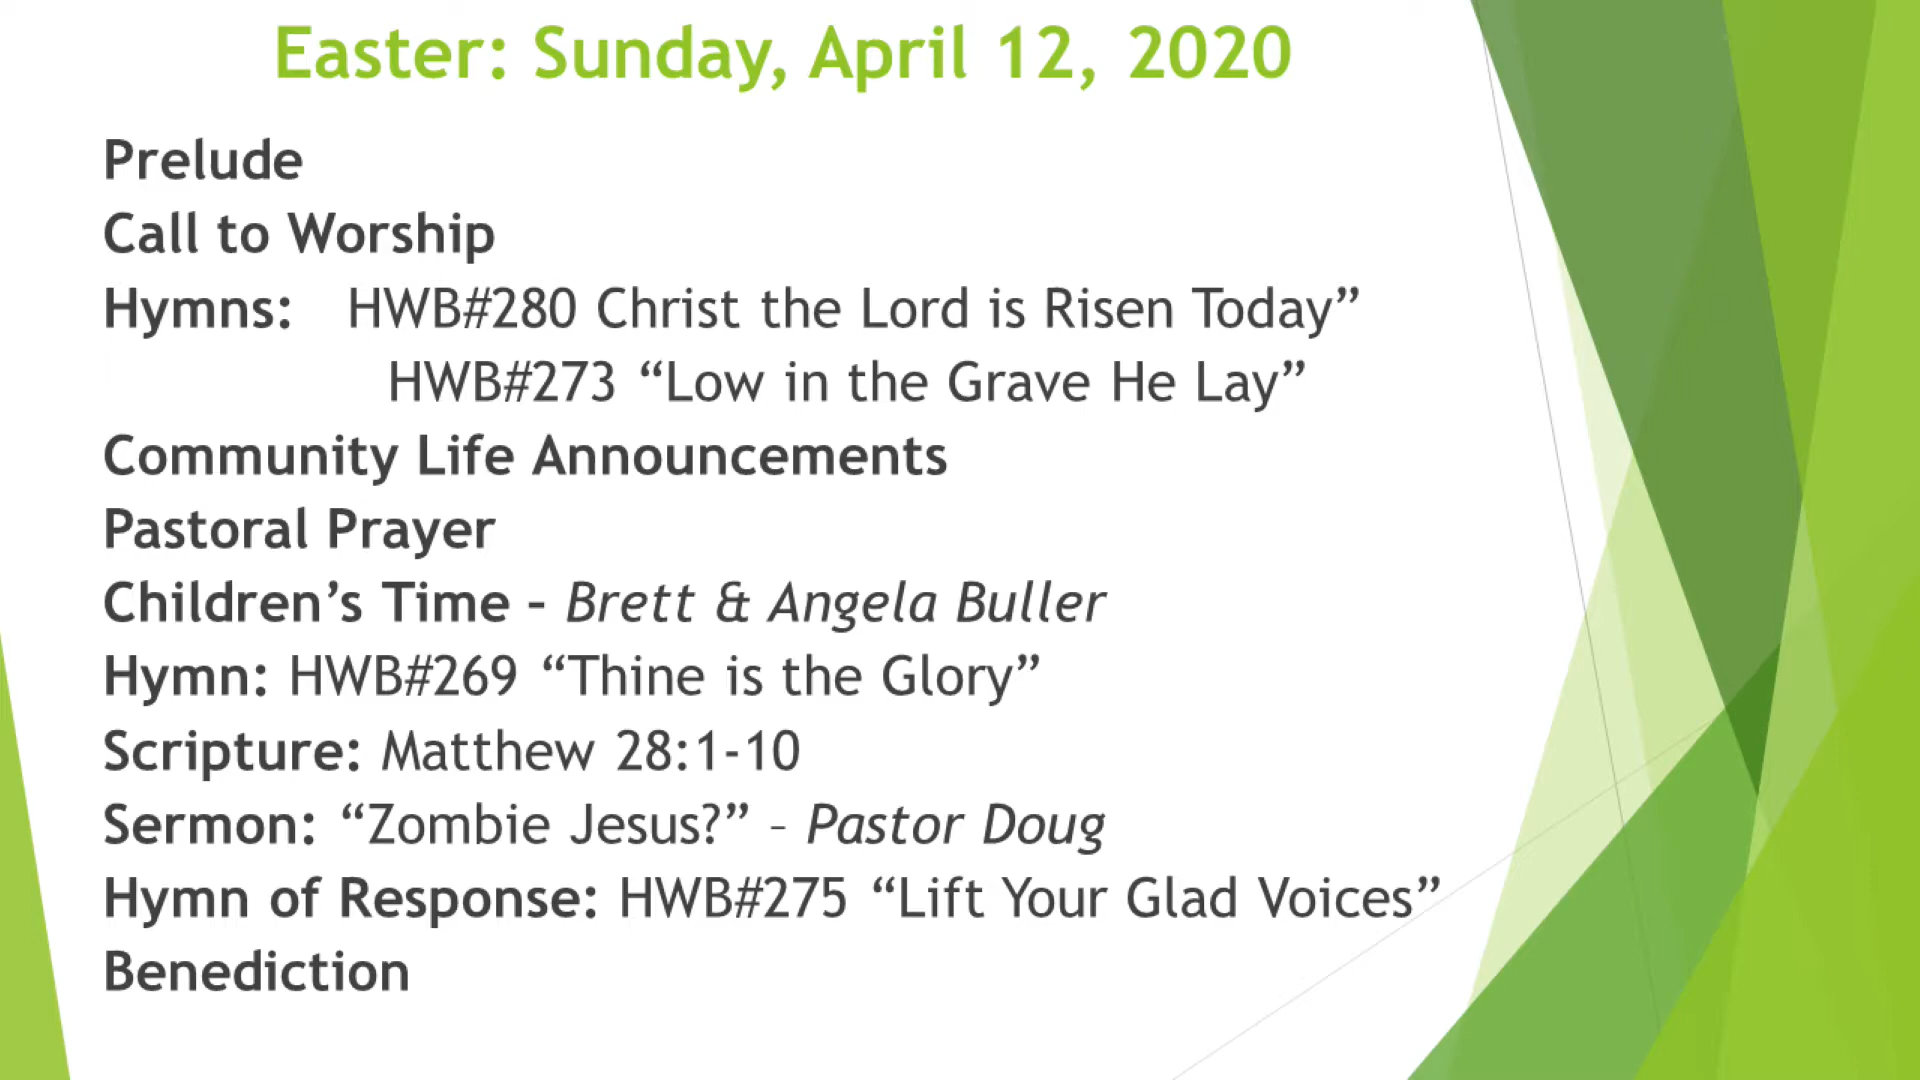 Easter: Sunday, April 12, 2020
Prelude
Call to Worship
Hymns: HWB#280 Christ the Lord is Risen Today”
HWB#273 “Low in the Grave He Lay”
Community Life Announcements
Pastoral Prayer
Children’s Time – Brett & Angela Buller
Hymn: HWB#269 “Thine is the Glory”
Scripture: Matthew 28:1-10
Sermon: “Zombie Jesus?” – Pastor Doug
Hymn of Response: HWB#275 “Lift Your Glad Voices”
Benediction